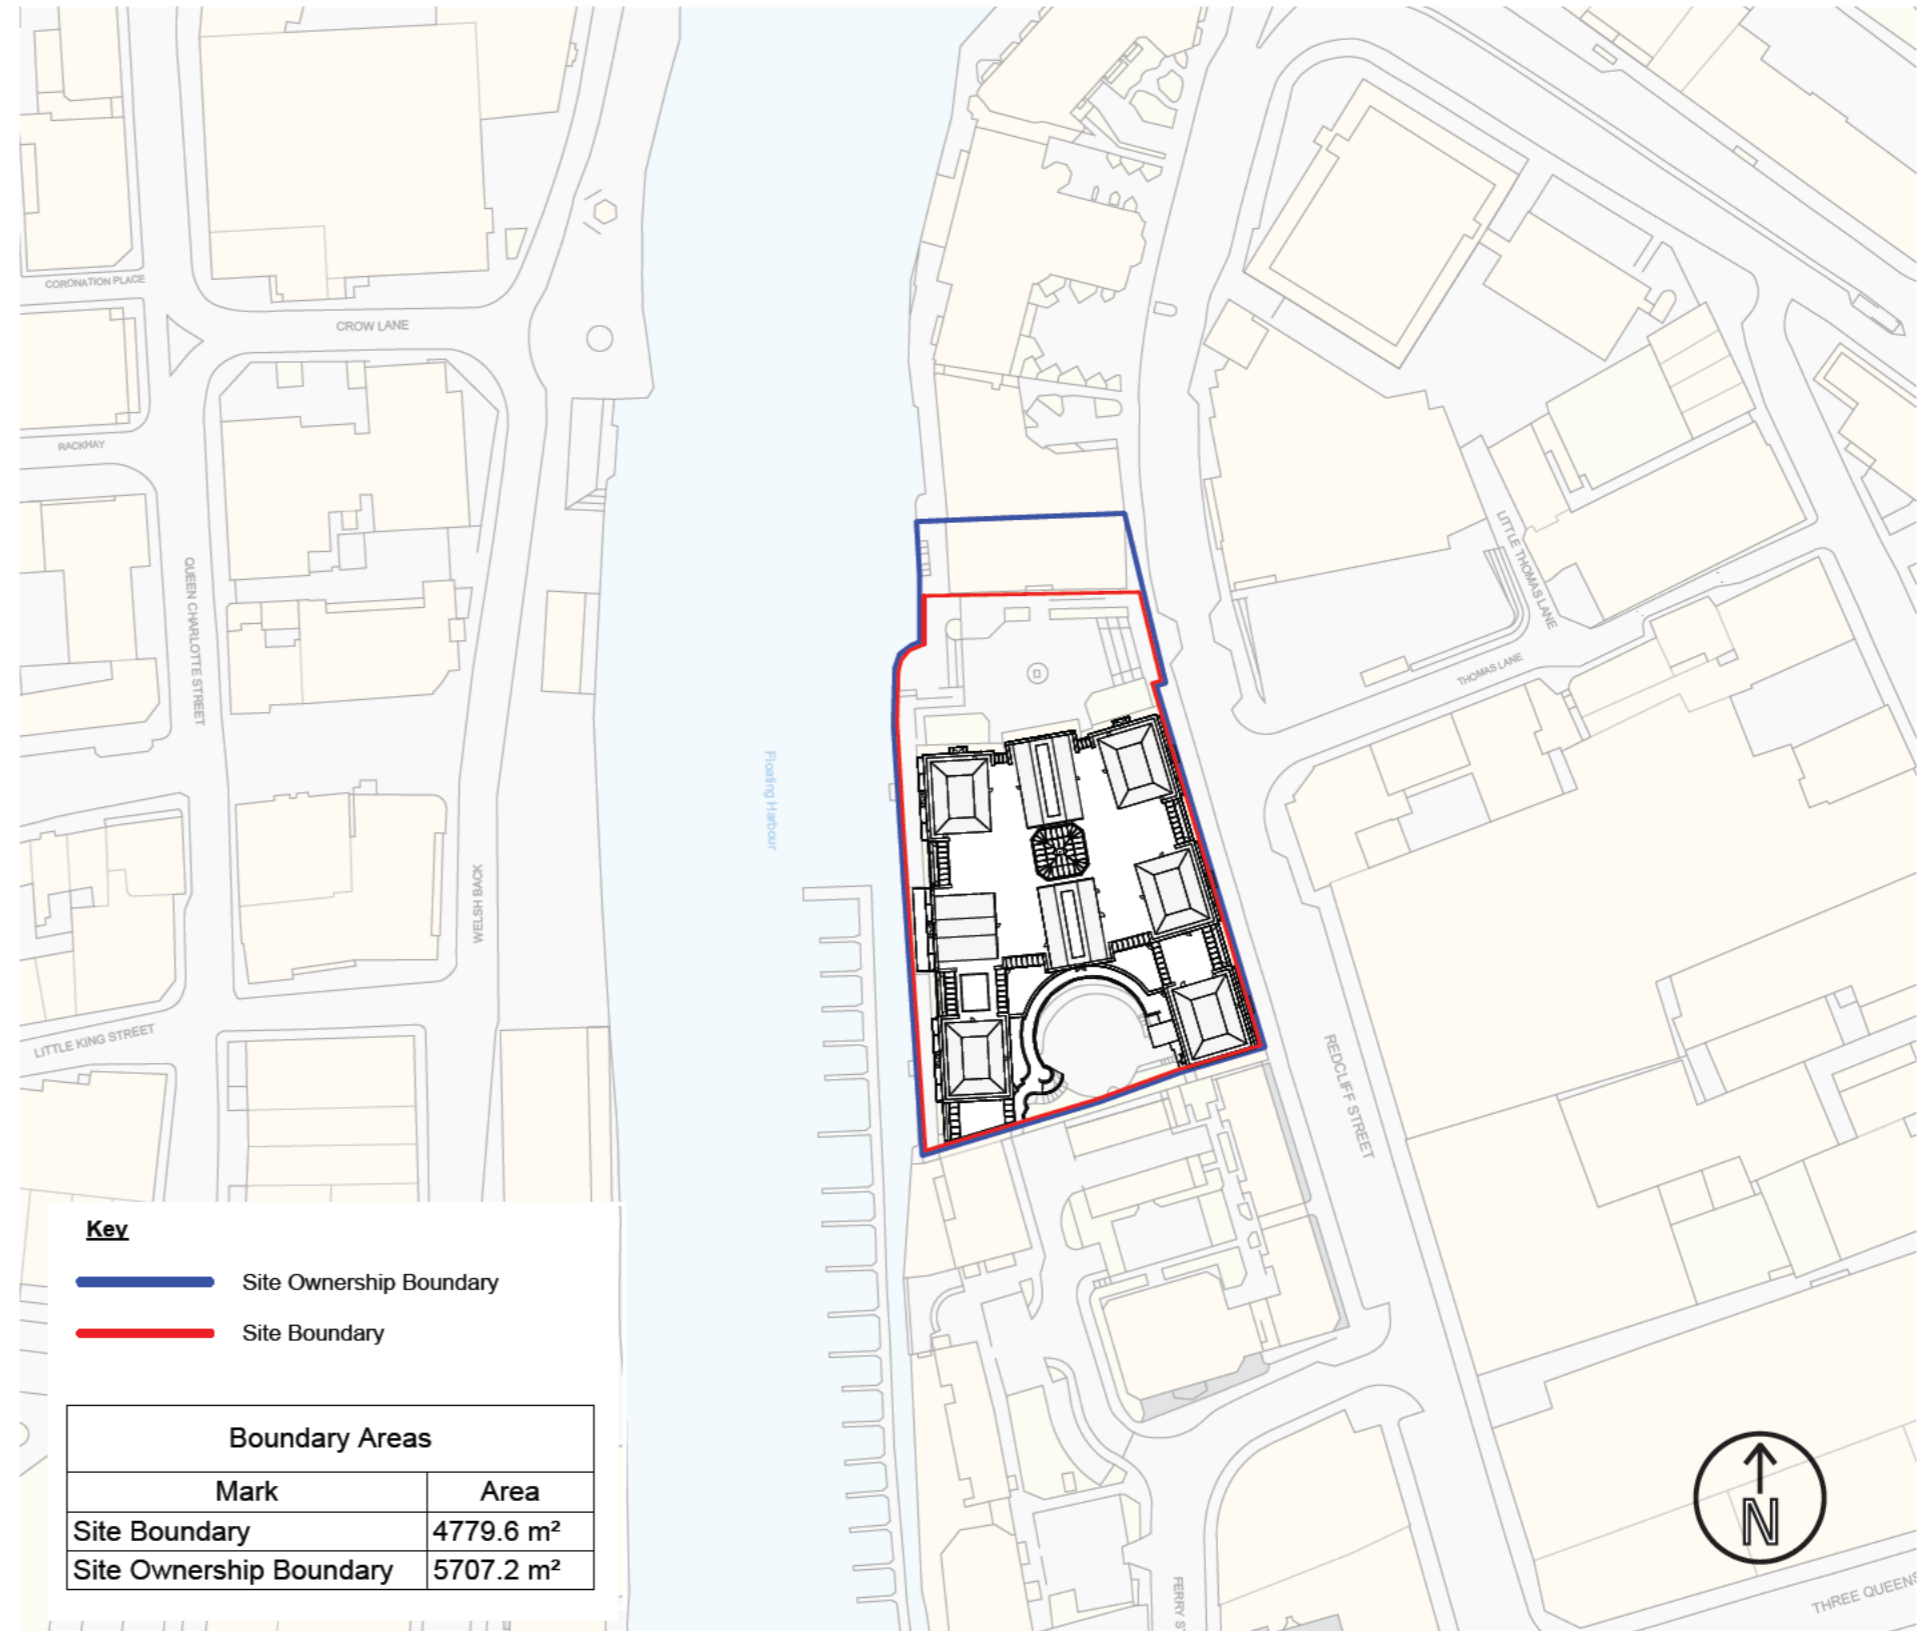 CORONATION PLACE
CROW LANE
RACKHAY
QUEEN CHARLOTTE STREET
LITTLE THOMAS LANE
THOMAS LANE
Floating Harbour
WELSH BACK
LITTLE KING STREET
REDCLIFF STREET
Key
Site Ownership Boundary
Site Boundary
Boundary Areas
Mark Area
Site Boundary 4779.6 m²
Site Ownership Boundary 5707.2 m²
N
FERRY S
THREE QUEENS